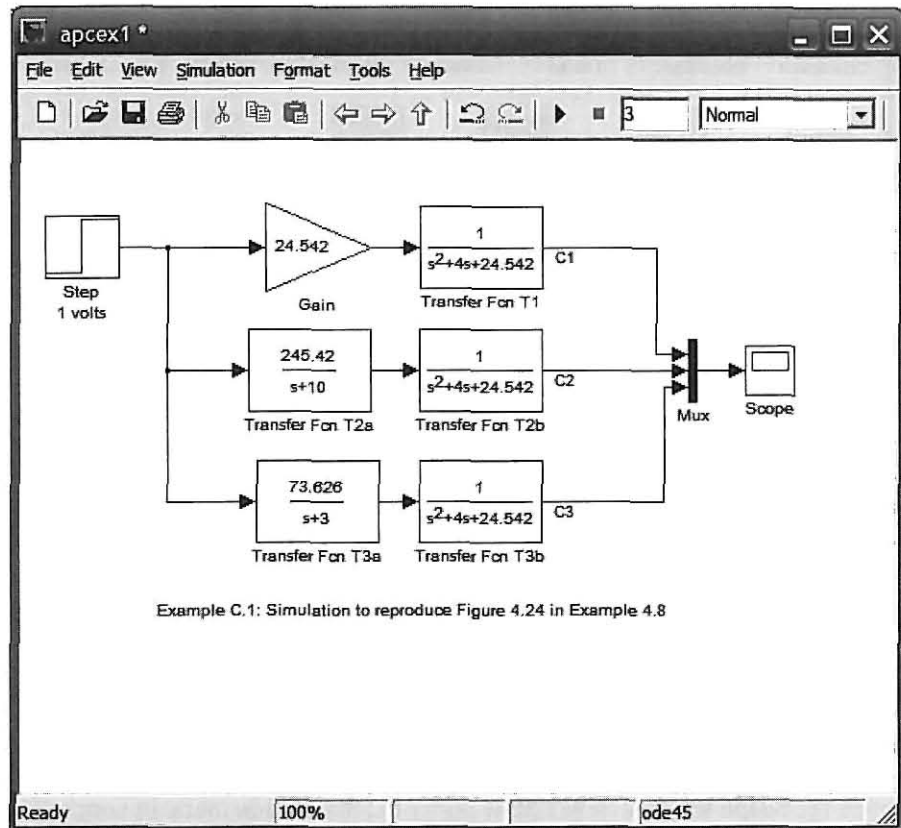 apcex1 *
File Edit View Simulation Format Tools Help
3 Normal
Step
1 volts
24.542
Gain
1
s²+4s+24.542
Transfer Fcn T1
C1
245.42
s+10
Transfer Fcn T2a
1
s²+4s+24.542
Transfer Fcn T2b
C2
73.626
s+3
Transfer Fcn T3a
1
s²+4s+24.542
Transfer Fcn T3b
C3
Mux
Scope
Example C.1: Simulation to reproduce Figure 4.24 in Example 4.8
Ready 100% ode45